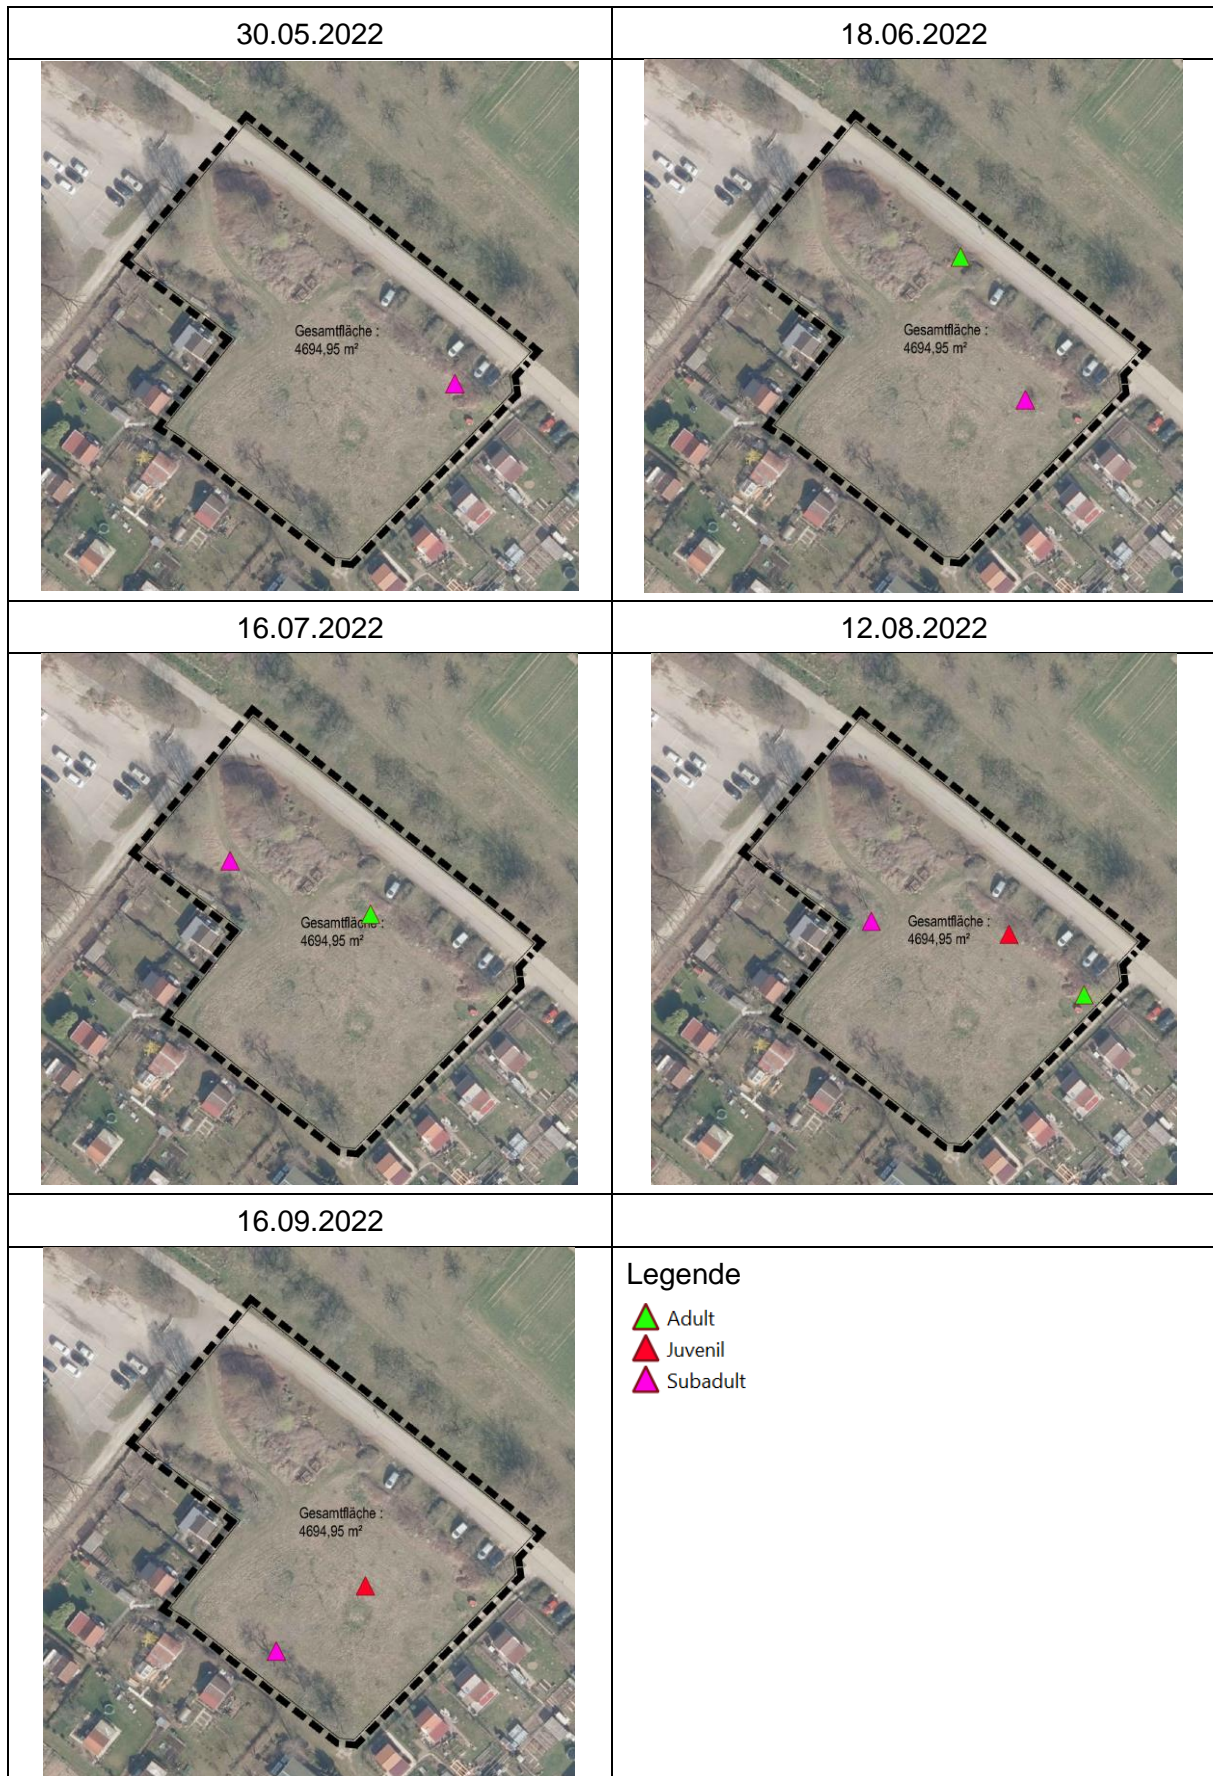 30.05.2022
18.06.2022
Gesamtfläche :
4694,95 m²
Gesamtfläche :
4694,95 m²
16.07.2022
12.08.2022
Gesamtfläche :
4694,95 m²
Gesamtfläche :
4694,95 m²
16.09.2022
Gesamtfläche :
4694,95 m²
Legende
Adult
Juvenil
Subadult